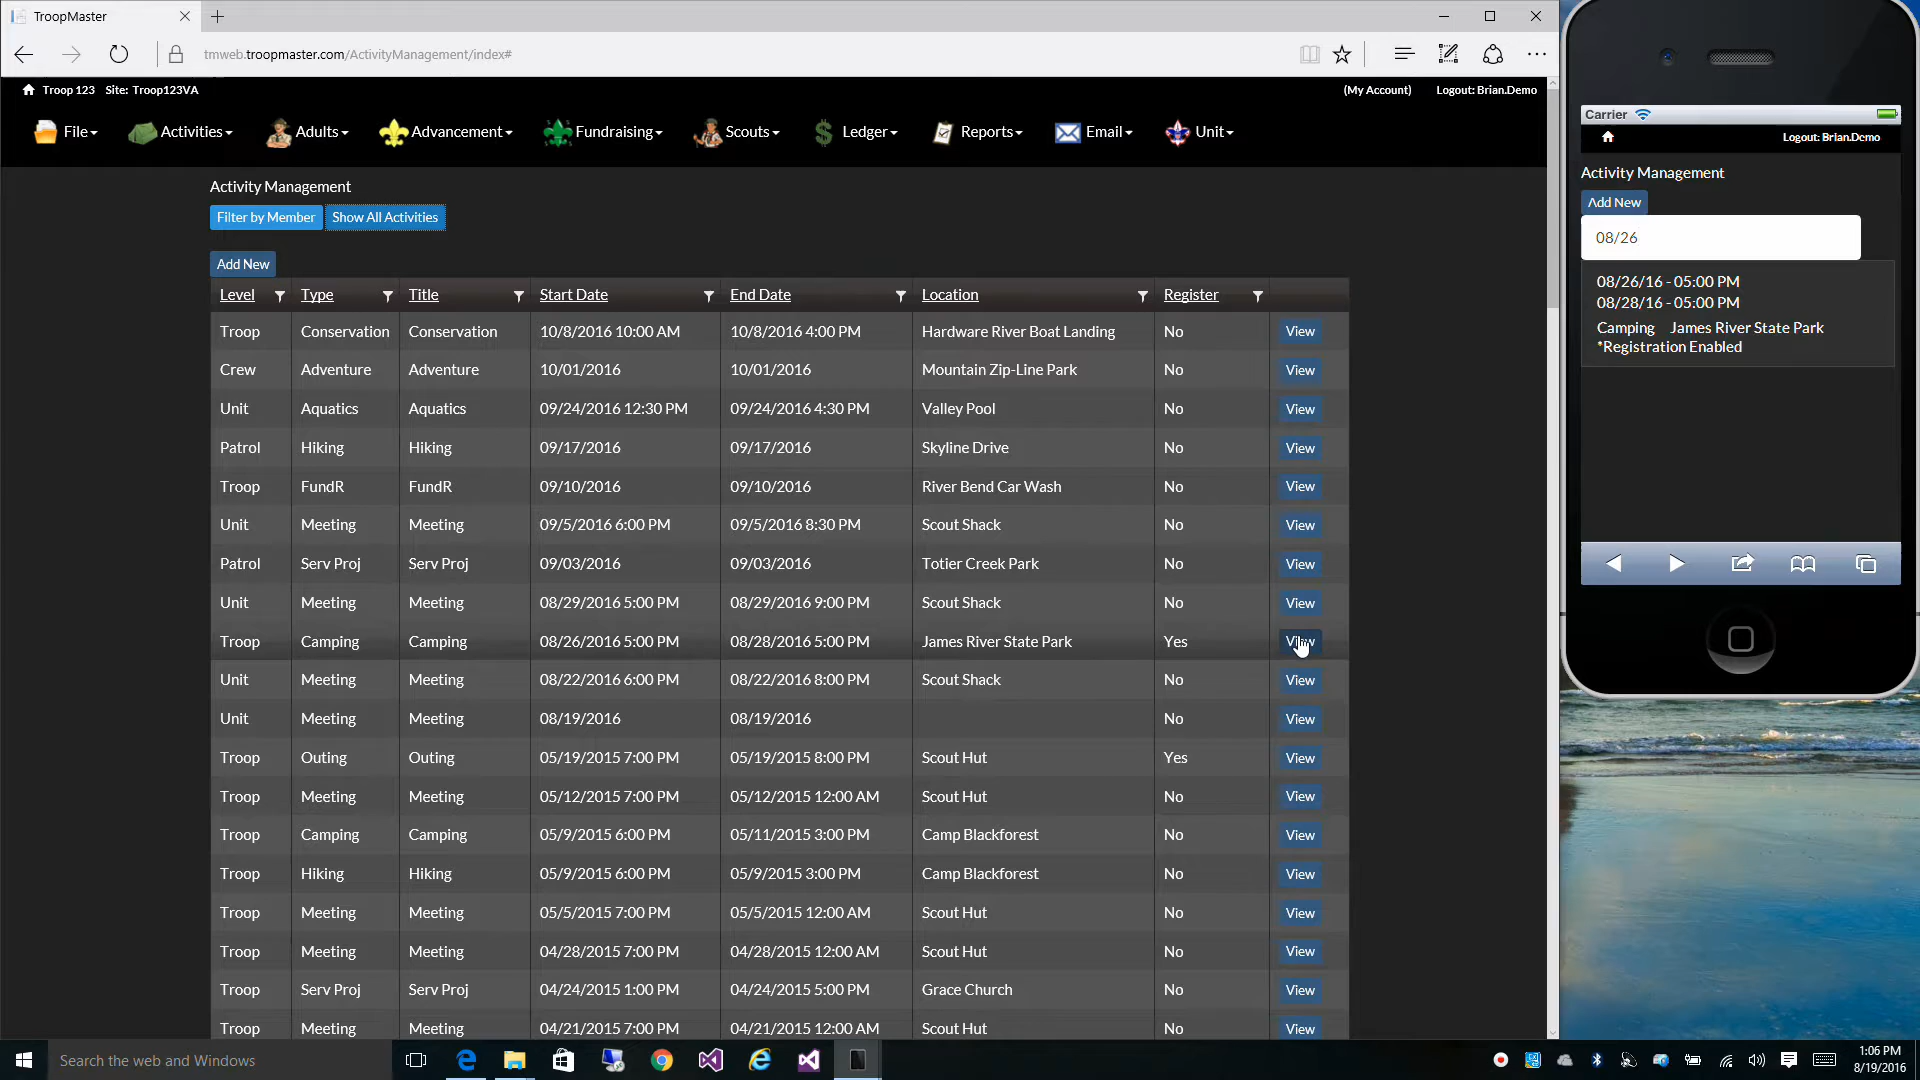 TroopMaster
tmweb.troopmaster.com/ActivityManagement/index#
Troop 123 Site: Troop123VA (My Account) Logout: Brian.Demo
File Activities Adults Advancement Fundraising Scouts Ledger Reports Email Unit
Activity Management
Filter by Member Show All Activities
Add New
Level Type Title Start Date End Date Location Register
Troop Conservation Conservation 10/8/2016 10:00 AM 10/8/2016 4:00 PM Hardware River Boat Landing No View
Crew Adventure Adventure 10/01/2016 10/01/2016 Mountain Zip-Line Park No View
Unit Aquatics Aquatics 09/24/2016 12:30 PM 09/24/2016 4:30 PM Valley Pool No View
Patrol Hiking Hiking 09/17/2016 09/17/2016 Skyline Drive No View
Troop FundR FundR 09/10/2016 09/10/2016 River Bend Car Wash No View
Unit Meeting Meeting 09/5/2016 6:00 PM 09/5/2016 8:30 PM Scout Shack No View
Patrol Serv Proj Serv Proj 09/03/2016 09/03/2016 Totier Creek Park No View
Unit Meeting Meeting 08/29/2016 5:00 PM 08/29/2016 9:00 PM Scout Shack No View
Troop Camping Camping 08/26/2016 5:00 PM 08/28/2016 5:00 PM James River State Park Yes View
Unit Meeting Meeting 08/22/2016 6:00 PM 08/22/2016 8:00 PM Scout Shack No View
Unit Meeting Meeting 08/19/2016 08/19/2016 No View
Troop Outing Outing 05/19/2015 7:00 PM 05/19/2015 8:00 PM Scout Hut Yes View
Troop Meeting Meeting 05/12/2015 7:00 PM 05/12/2015 12:00 AM Scout Hut No View
Troop Camping Camping 05/9/2015 6:00 PM 05/11/2015 3:00 PM Camp Blackforest No View
Troop Hiking Hiking 05/9/2015 6:00 PM 05/9/2015 3:00 PM Camp Blackforest No View
Troop Meeting Meeting 05/5/2015 7:00 PM 05/5/2015 12:00 AM Scout Hut No View
Troop Meeting Meeting 04/28/2015 7:00 PM 04/28/2015 12:00 AM Scout Hut No View
Troop Serv Proj Serv Proj 04/24/2015 1:00 PM 04/24/2015 5:00 PM Grace Church No View
Troop Meeting Meeting 04/21/2015 7:00 PM 04/21/2015 12:00 AM Scout Hut No View
Carrier
Logout: Brian.Demo
Activity Management
Add New
08/26
08/26/16 - 05:00 PM
08/28/16 - 05:00 PM
Camping James River State Park
*Registration Enabled
Search the web and Windows
1:06 PM
8/19/2016